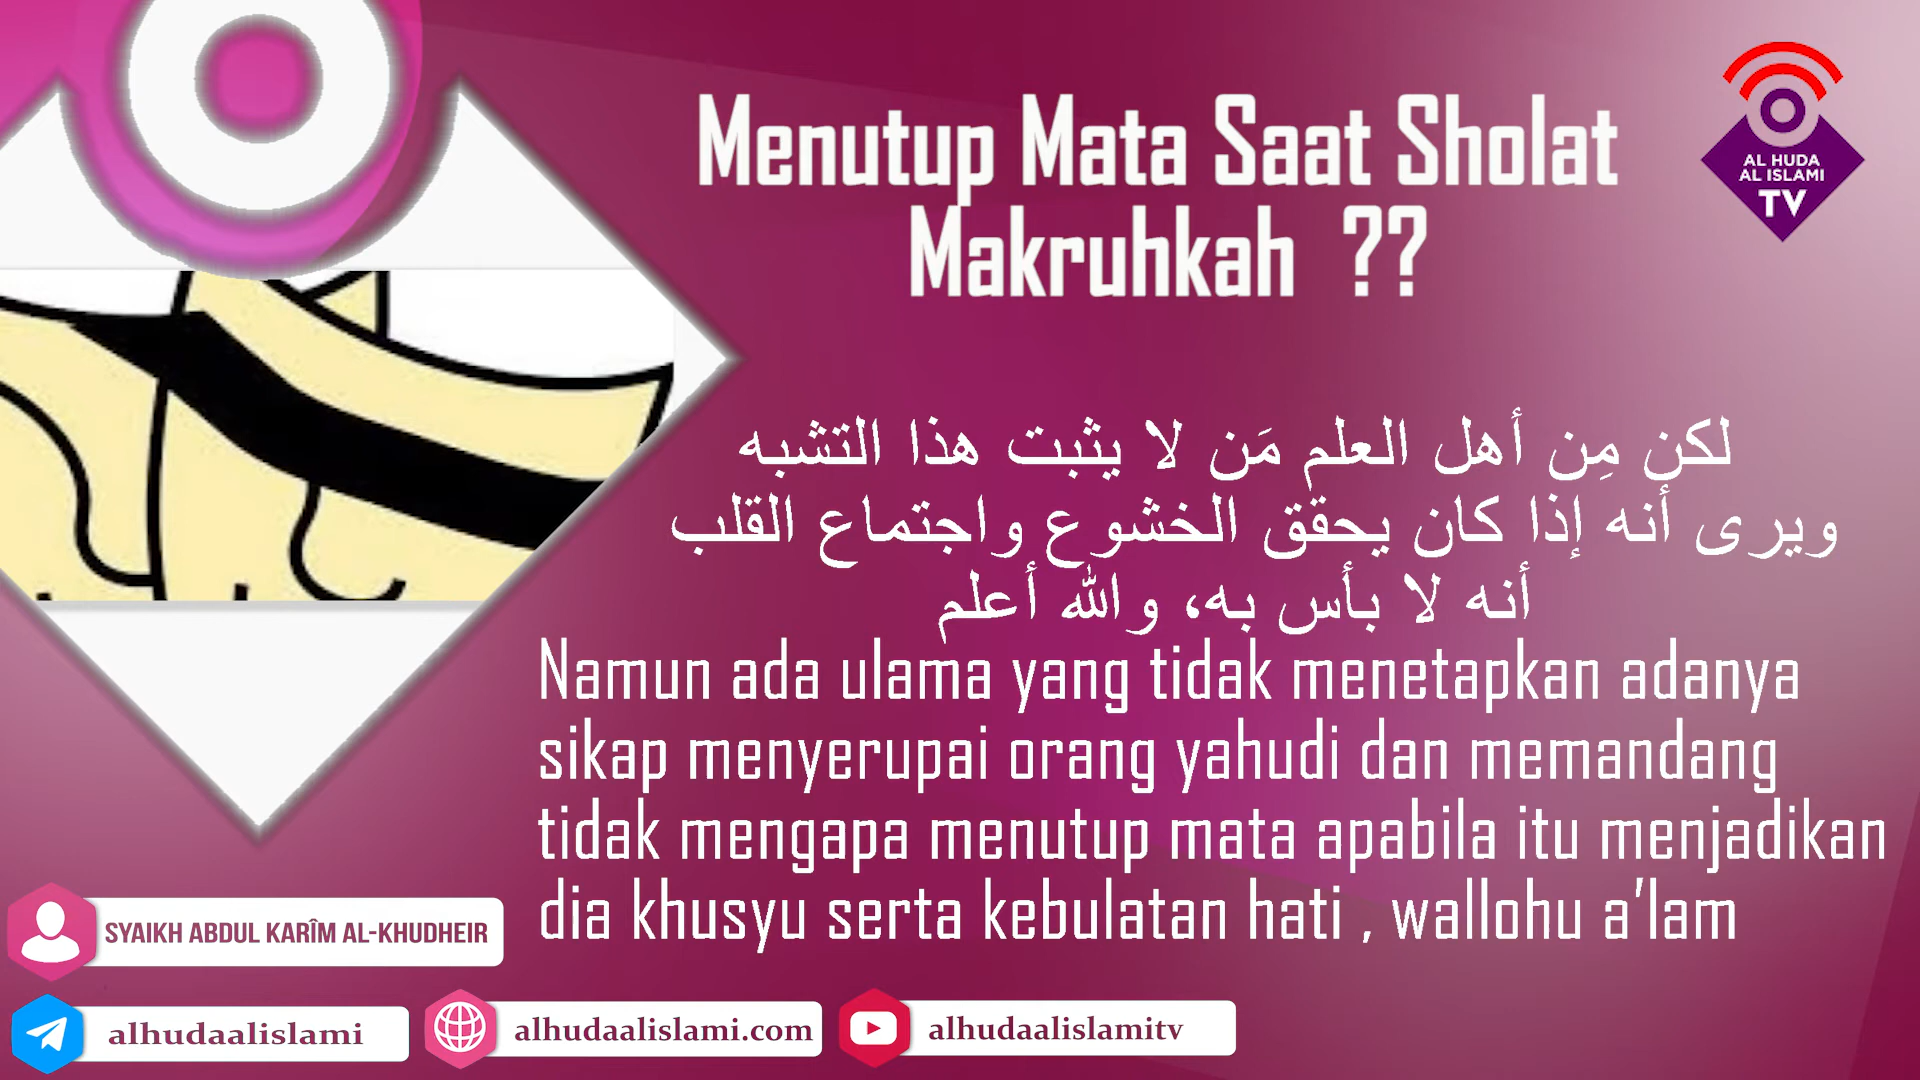 Menutup Mata Saat Sholat
Makruhkah ??
AL HUDA
AL ISLAMI
TV
لكن مِن أهل العلم مَن لا يثبت هذا التشبه
ويرى أنه إذا كان يحقق الخشوع واجتماع القلب
أنه لا بأس به، والله أعلم
Namun ada ulama yang tidak menetapkan adanya
sikap menyerupai orang yahudi dan memandang
tidak mengapa menutup mata apabila itu menjadikan
dia khusyu serta kebulatan hati , wallohu a'lam
SYAIKH ABDUL KARÎM AL-KHUDHEIR
alhudaalislami
alhudaalislami.com
alhudaalislamitv